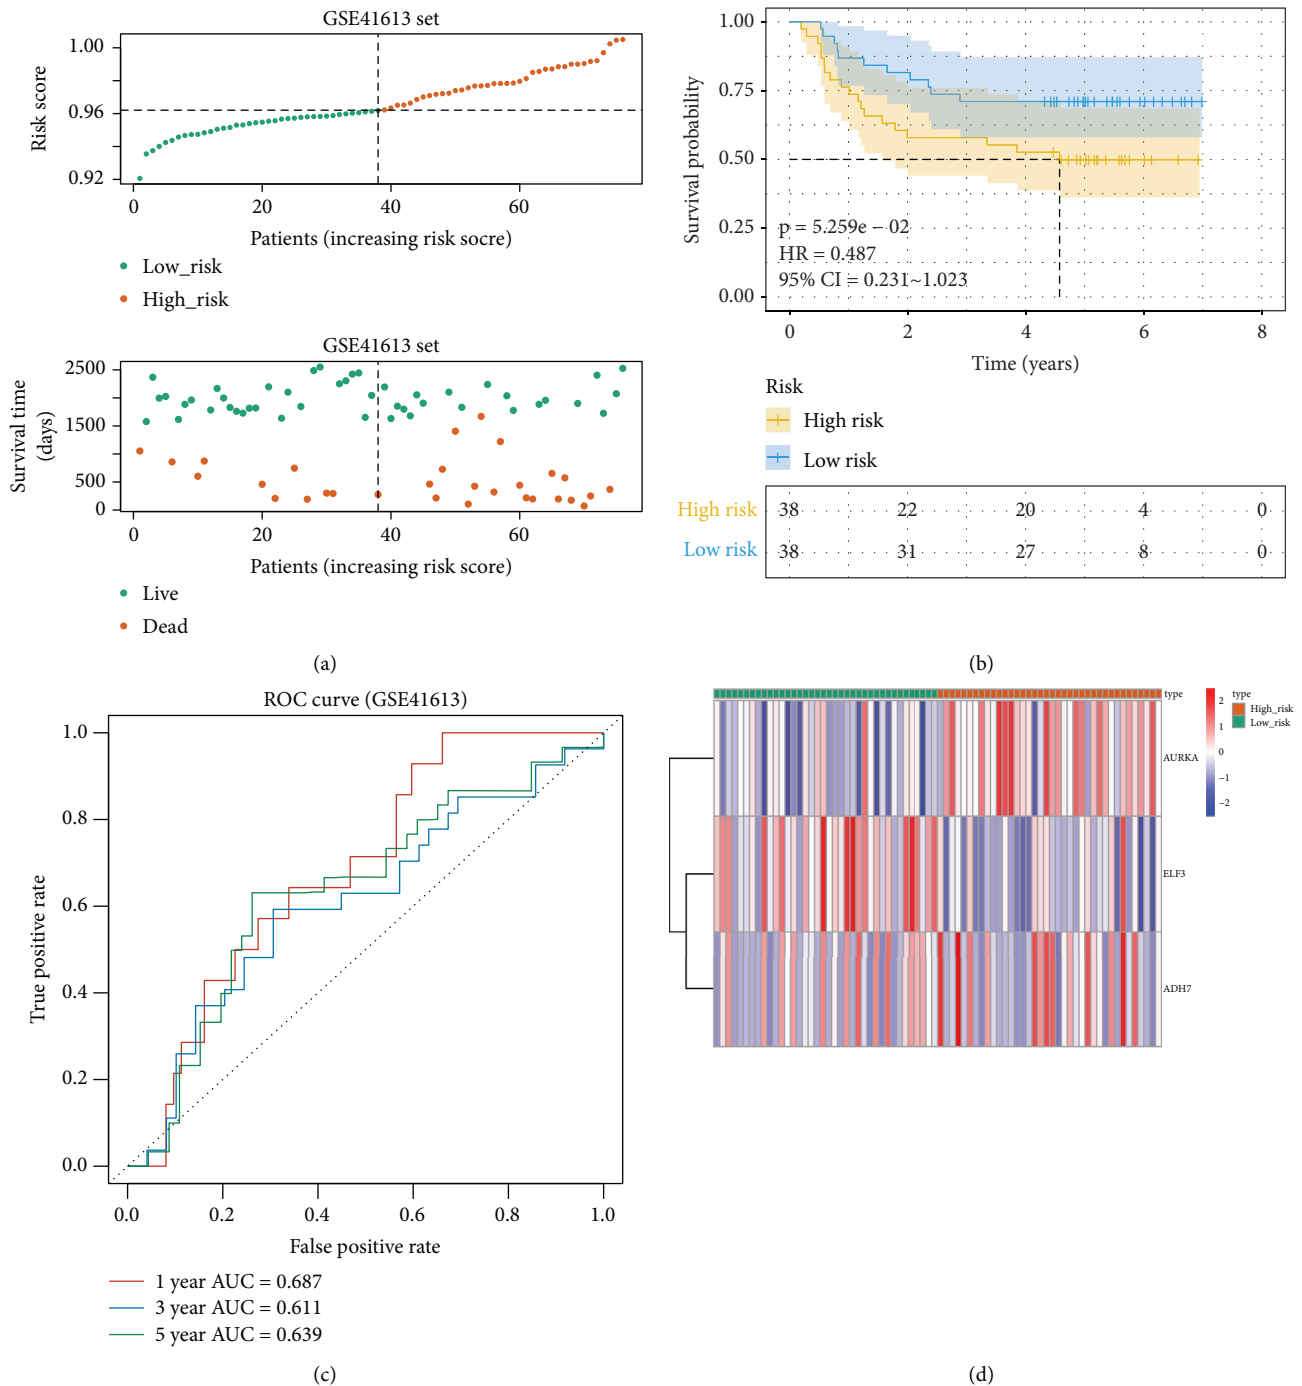 GSE41613 set
Risk score
1.00
0.96
0.92
0 20 40 60
Patients (increasing risk socre)
Low_risk
High_risk
GSE41613 set
Survival time
(days)
2500
1500
500
0
0 20 40 60
Patients (increasing risk score)
Live
Dead
(a)
Survival probability
1.00
0.75
0.50
0.25
0.00
p = 5.259e – 02
HR = 0.487
95% CI = 0.231~1.023
0 2 4 6 8
Time (years)
Risk
High risk
Low risk
High risk 38 22 20 4 0
Low risk 38 31 27 8 0
(b)
ROC curve (GSE41613)
True positive rate
1.0
0.8
0.6
0.4
0.2
0.0
0.0 0.2 0.4 0.6 0.8 1.0
False positive rate
1 year AUC = 0.687
3 year AUC = 0.611
5 year AUC = 0.639
(c)
type
AURKA
ELF3
ADH7
2
1
0
−1
−2
type
High_risk
Low_risk
(d)